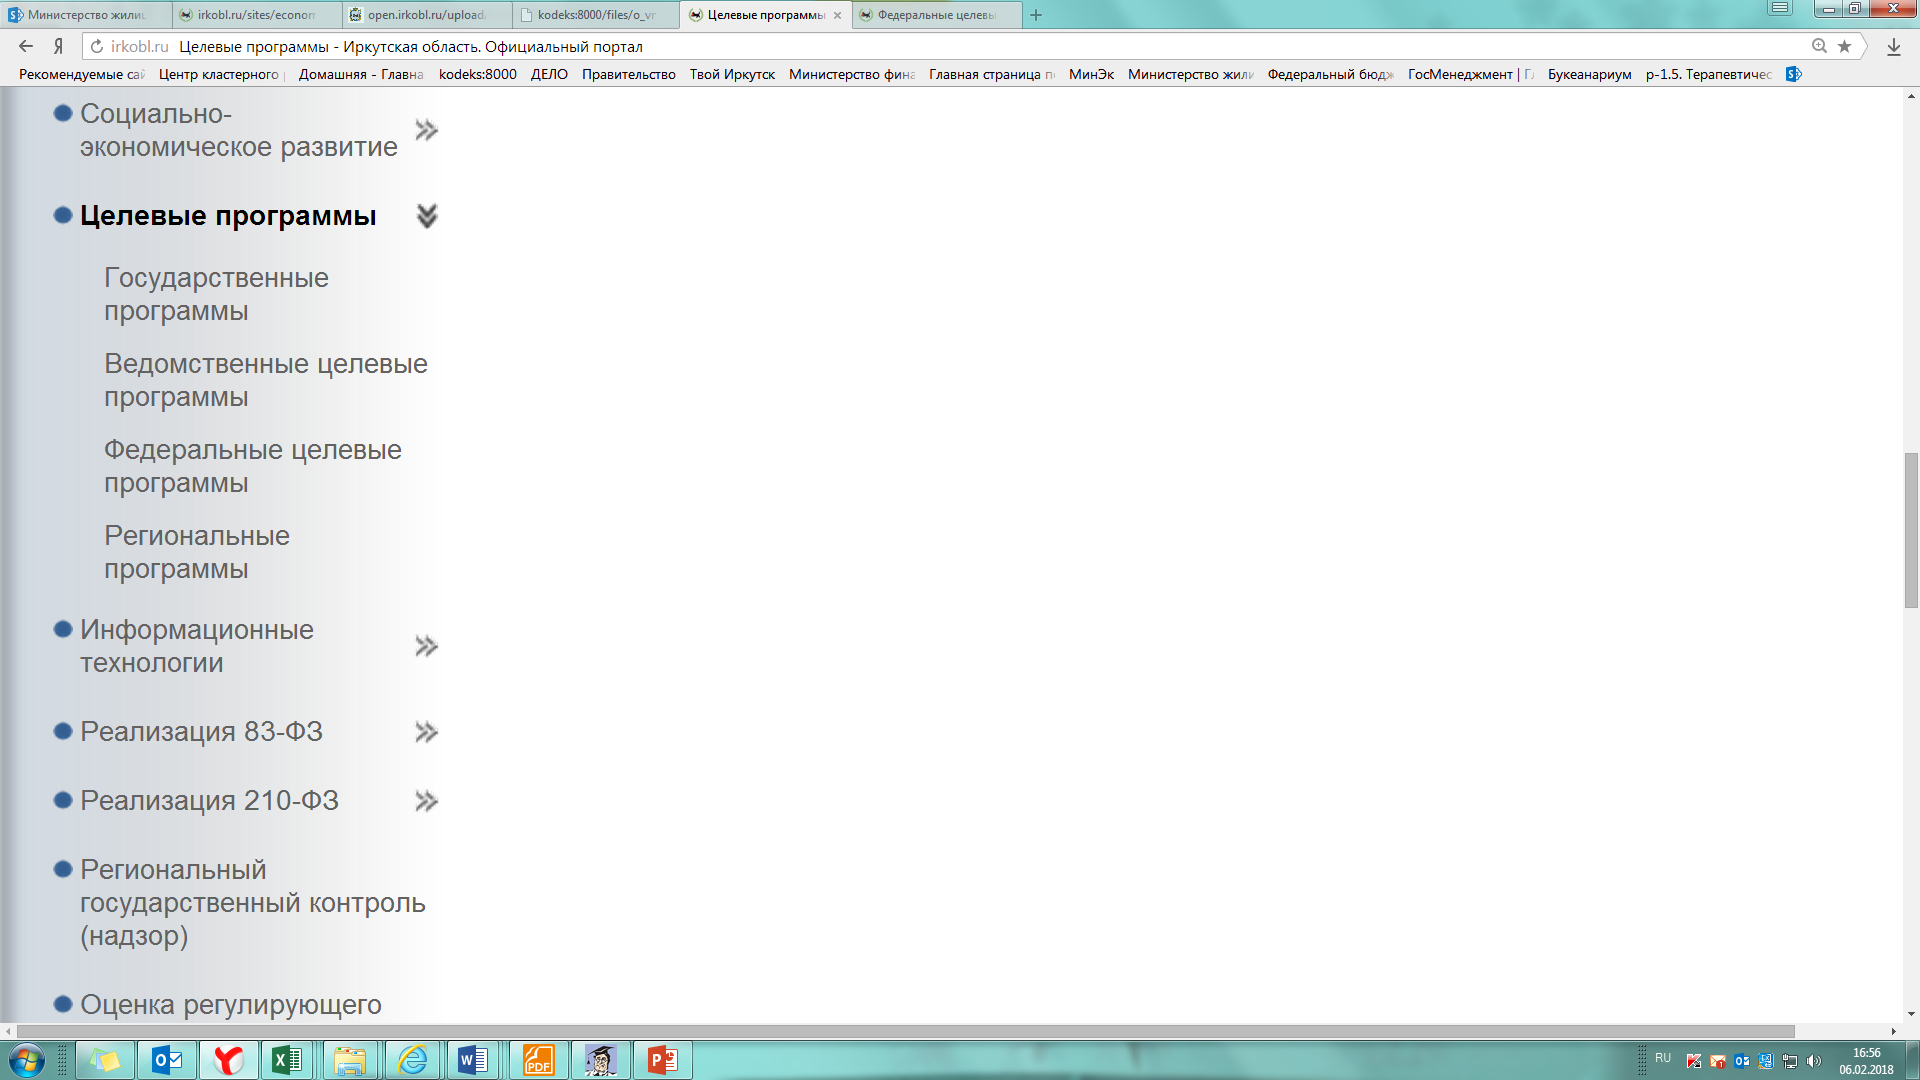 Министерство жили
irkobl.ru/sites/econom
open.irkobl.ru/upload
kodeks:8000/files/o_vr
Целевые программы
Федеральные целевы
irkobl.ru Целевые программы - Иркутская область. Официальный портал
Рекомендуемые сай
Центр кластерного
Домашняя - Главна
kodeks:8000
ДЕЛО
Правительство
Твой Иркутск
Министерство фина
Главная страница п
МинЭк
Министерство жили
Федеральный бюдж
ГосМенеджмент | Г
Букеанариум
р-1.5. Терапевтичес
Социально-
экономическое развитие
Целевые программы
Государственные
программы
Ведомственные целевые
программы
Федеральные целевые
программы
Региональные
программы
Информационные
технологии
Реализация 83-ФЗ
Реализация 210-ФЗ
Региональный
государственный контроль
(надзор)
Оценка регулирующего
RU
16:56
06.02.2018